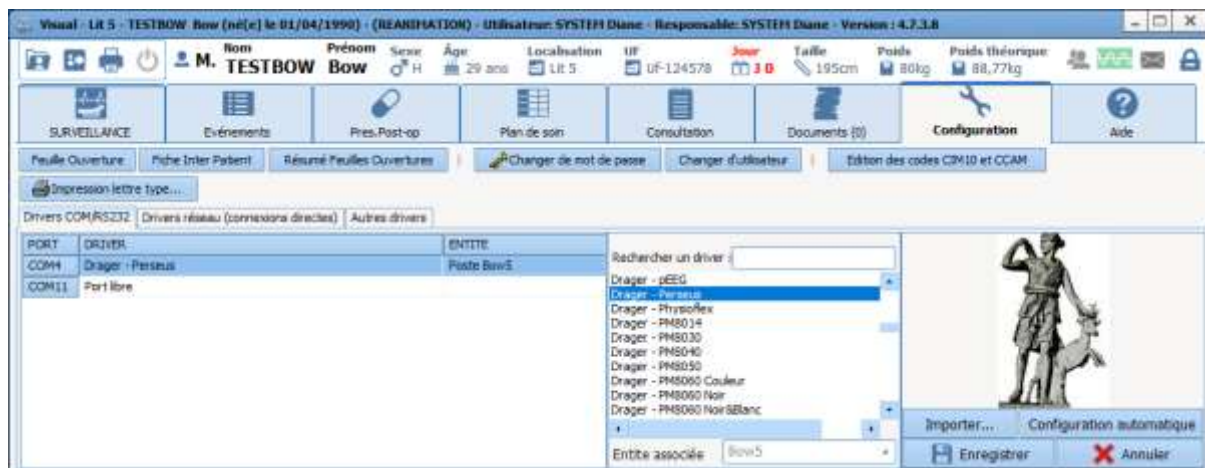 Visual - Lit 5 - TESTBOW Bow (né(e) le 01/04/1990) - (REANIMATION) - Utilisateur: SYSTEM Diane - Responsable: SYSTEM Diane - Version : 4.7.3.8
M. Nom Prénom Sexe Âge Localisation UF Jour Taille Poids Poids théorique
TESTBOW Bow H 29 ans Lit 5 UF-124578 J 0 195cm 80kg 88,77kg
SURVEILLANCE Evénements Pres.Post-op Plan de soin Consultation Documents (0) Configuration Aide
Feuille Ouverture Fiche Inter Patient Résumé Feuilles Ouvertures Changer de mot de passe Changer d'utilisateur Edition des codes CIM10 et CCAM
Impression lettre type...
Drivers COM/RS232 Drivers réseau (connexions directes) Autres drivers
PORT DRIVER ENTITE
COM4 Drager - Perseus Poste Bow5
COM11 Port libre
Rechercher un driver :
Drager - pEEG
Drager - Perseus
Drager - Physioflex
Drager - PM8014
Drager - PM8030
Drager - PM8040
Drager - PM8050
Drager - PM8060 Couleur
Drager - PM8060 Noir
Drager - PM8060 Noir&Blanc
Entite associée Bow5
Importer... Configuration automatique
Enregistrer Annuler